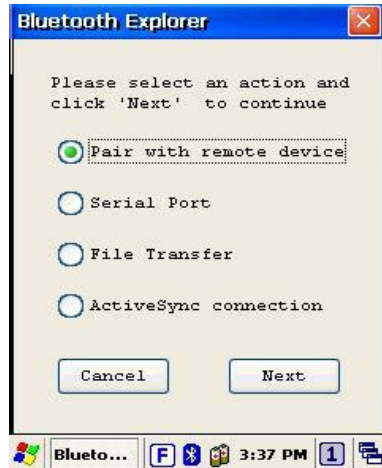 Bluetooth Explorer
Please select an action and
click 'Next' to continue
Pair with remote device
Serial Port
File Transfer
ActiveSync connection
Cancel Next
Blueto... F 3:37 PM 1